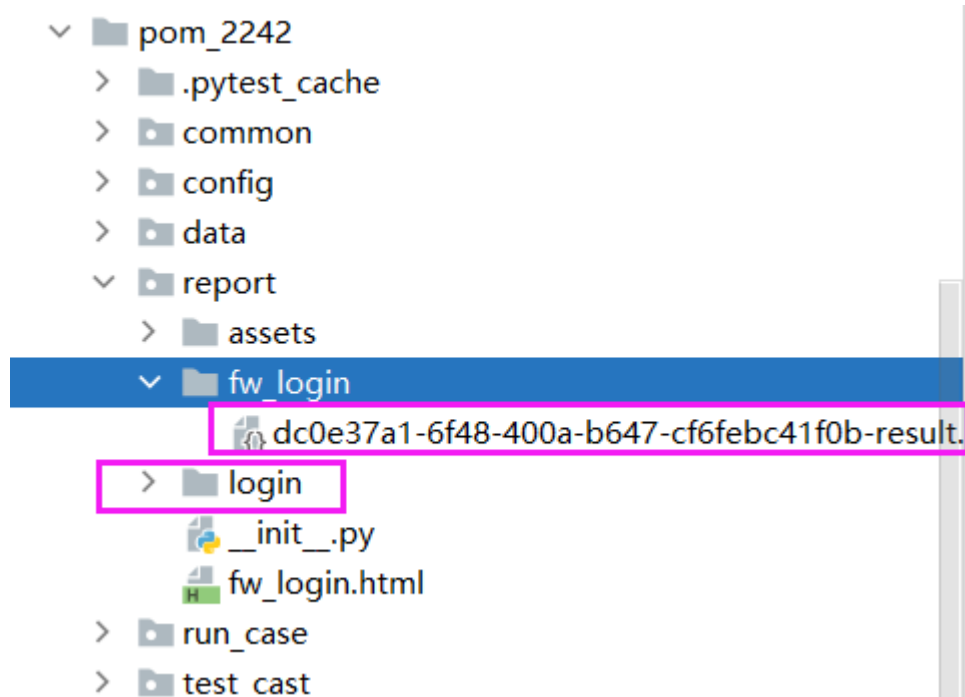 pom_2242
.pytest_cache
common
config
data
report
assets
fw_login
dc0e37a1-6f48-400a-b647-cf6febc41f0b-result.
login
__init__.py
fw_login.html
run_case
test_cast